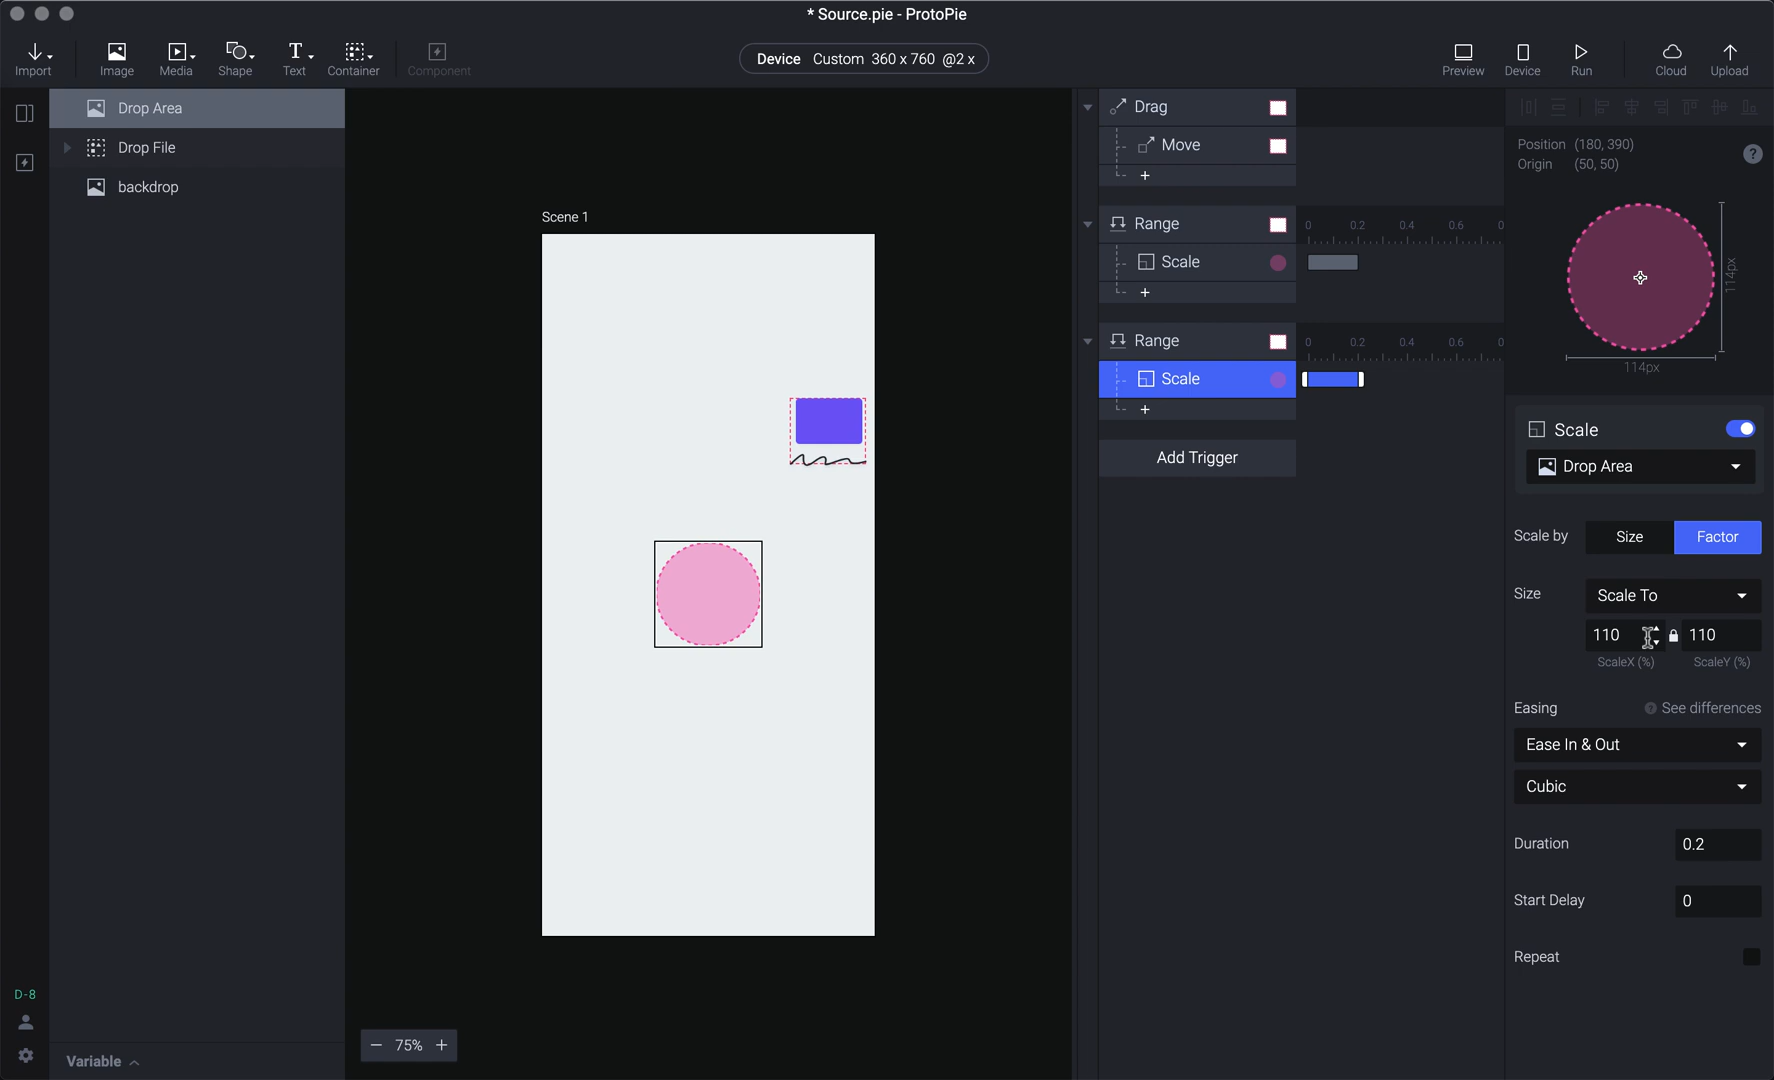 * Source.pie - ProtoPie
Import
Image
Media
Shape
Text
Container
Component
Device Custom 360 x 760 @2 x
Preview
Device
Run
Cloud
Upload
Drop Area
Drop File
backdrop
Scene 1
Drag
Move
+
Range
0 0.2 0.4 0.6 0
Scale
+
Range
0 0.2 0.4 0.6 0
Scale
+
Add Trigger
Position (180, 390)
Origin (50, 50)
?
114px
114px
Scale
Drop Area
Scale by Size Factor
Size Scale To
110 110
ScaleX (%) ScaleY (%)
Easing ? See differences
Ease In & Out
Cubic
Duration 0.2
Start Delay 0
Repeat
D-8
Variable
− 75% +